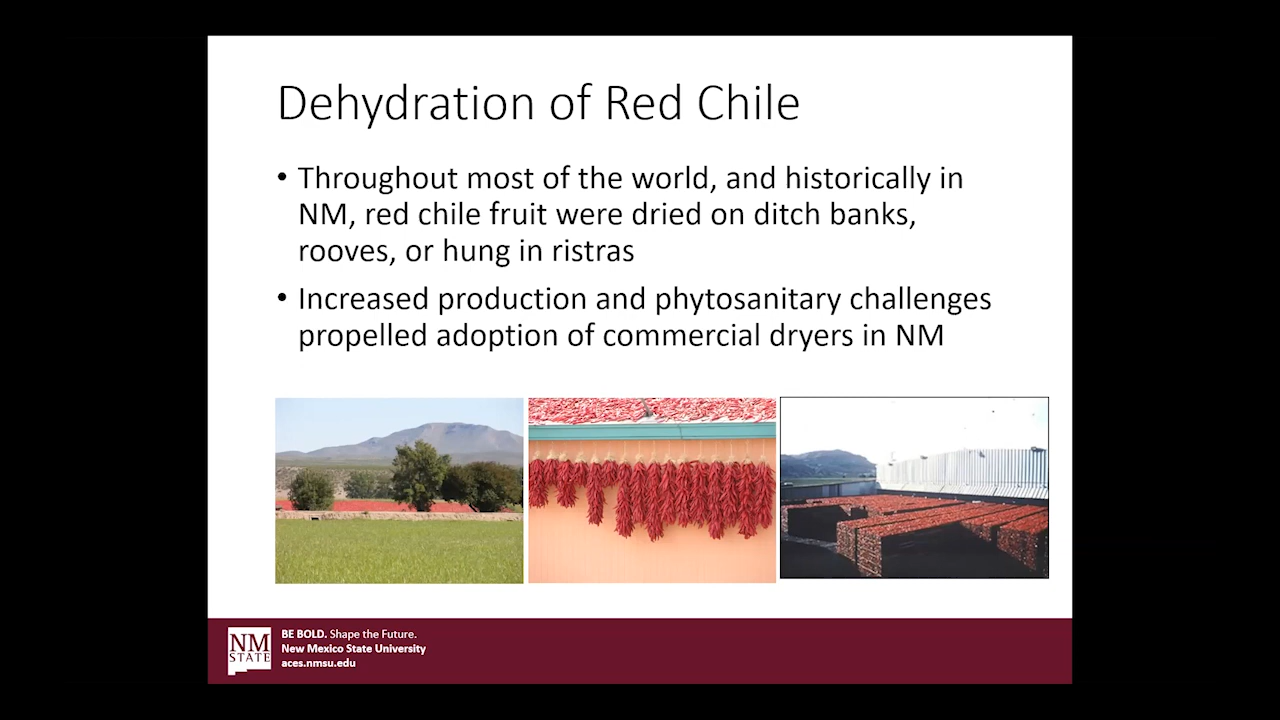 Dehydration of Red Chile
• Throughout most of the world, and historically in
NM, red chile fruit were dried on ditch banks,
rooves, or hung in ristras
• Increased production and phytosanitary challenges
propelled adoption of commercial dryers in NM
NM
STATE
BE BOLD. Shape the Future.
New Mexico State University
aces.nmsu.edu